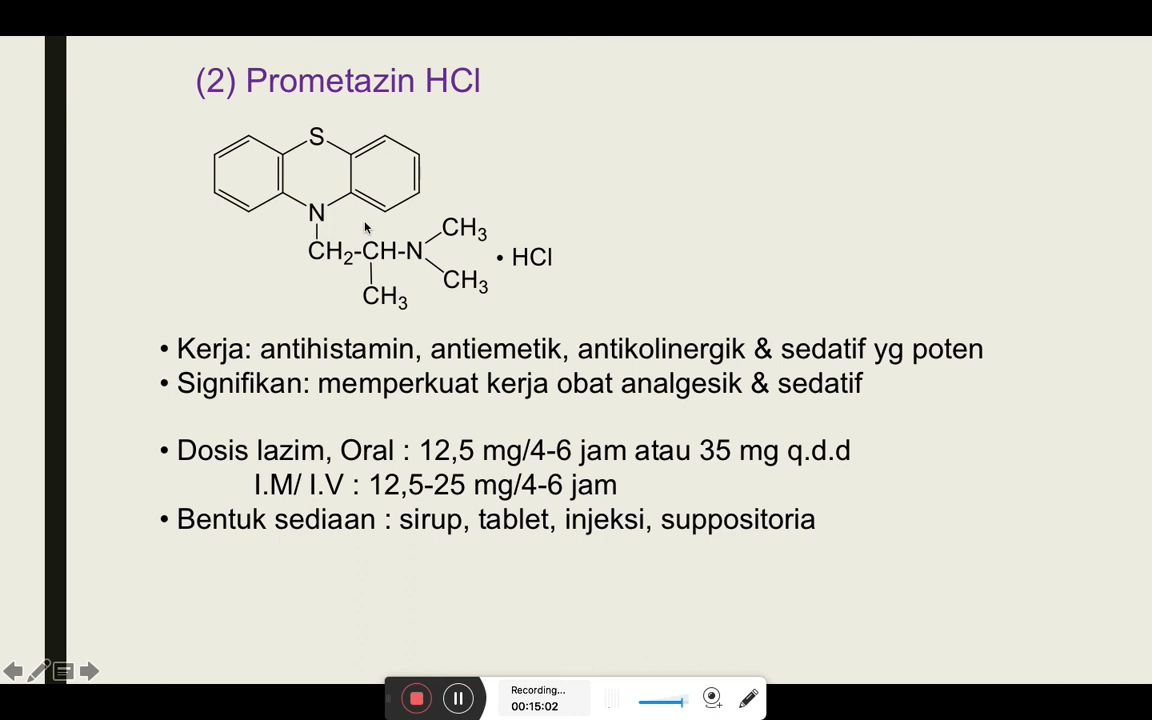 (2) Prometazin HCl
S
N
CH3
CH2-CH-N
• HCl
CH3
CH3
• Kerja: antihistamin, antiemetik, antikolinergik & sedatif yg poten
• Signifikan: memperkuat kerja obat analgesik & sedatif
• Dosis lazim, Oral : 12,5 mg/4-6 jam atau 35 mg q.d.d
I.M/ I.V : 12,5-25 mg/4-6 jam
• Bentuk sediaan : sirup, tablet, injeksi, suppositoria
Recording...
00:15:02